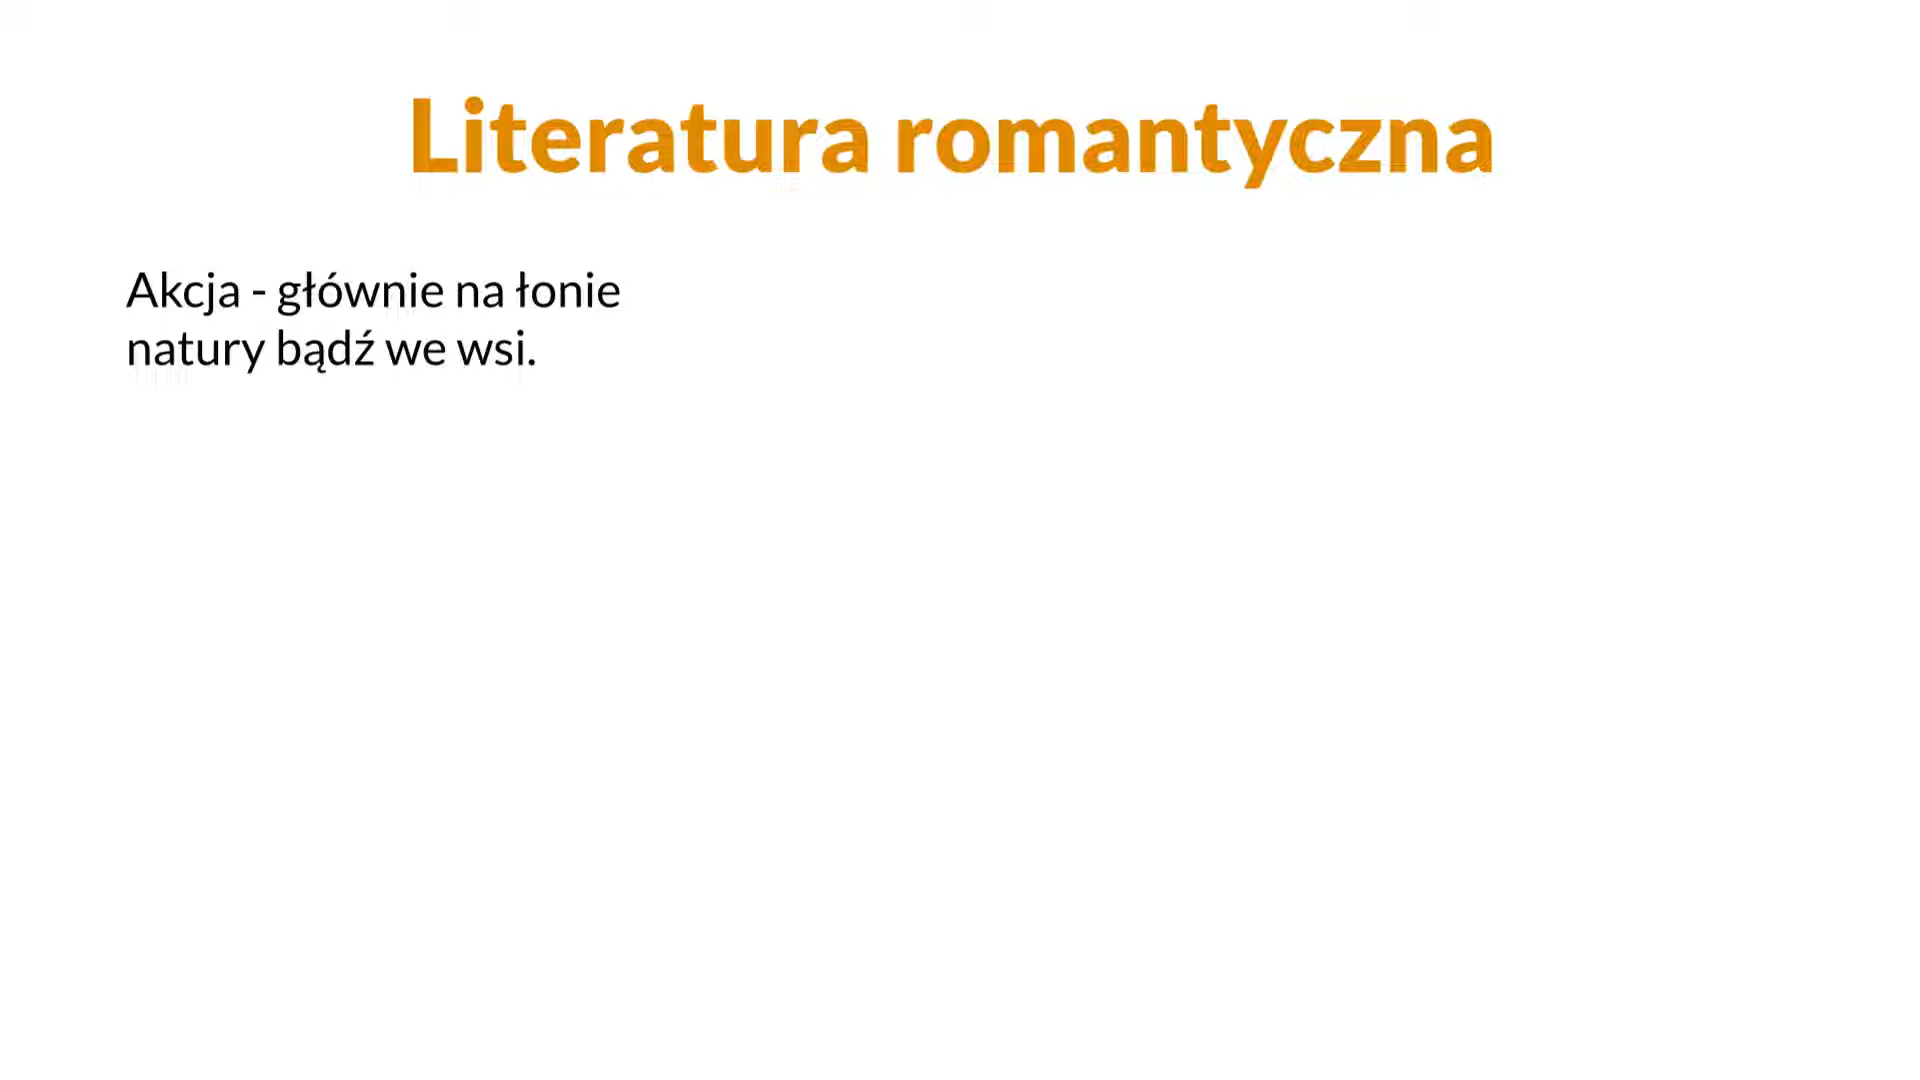 Literatura romantyczna
Akcja - głównie na łonie
natury bądź we wsi.